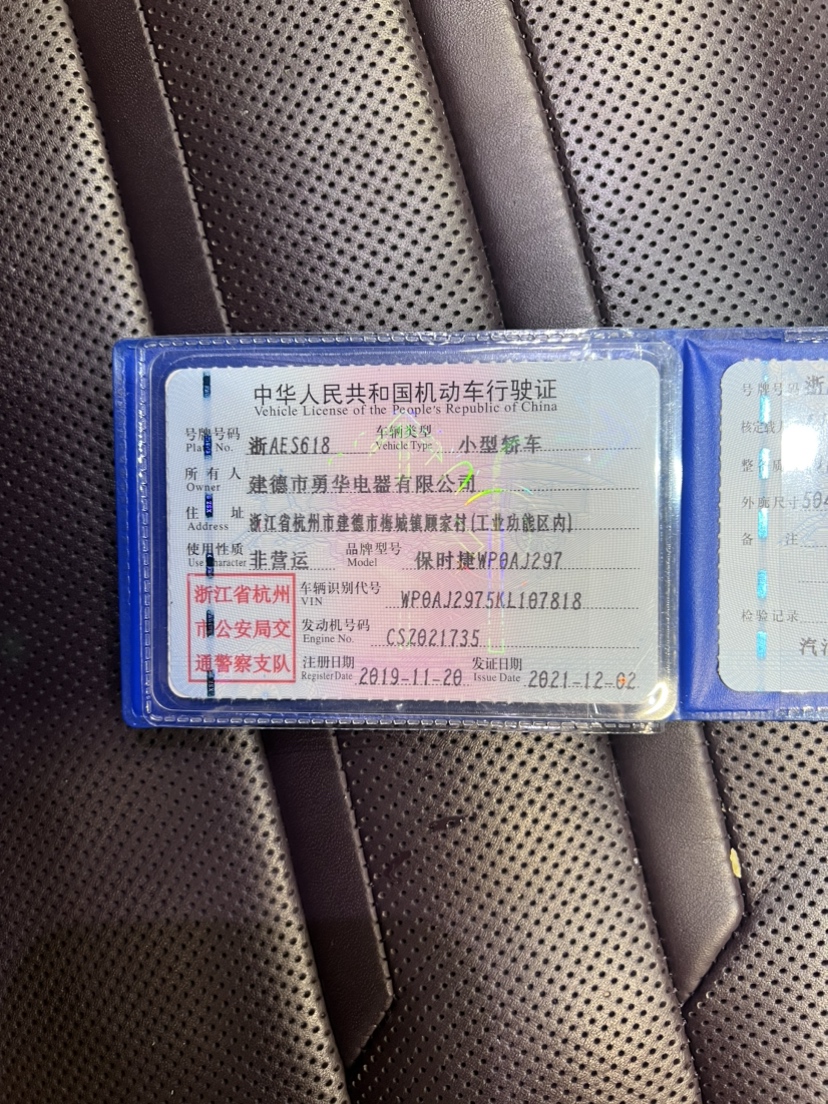 中华人民共和国机动车行驶证
Vehicle License of the People's Republic of China
号牌号码 浙AES618 车辆类型 小型轿车
Plate No. Vehicle Type
所有人 建德市勇华电器有限公司
Owner
住址 浙江省杭州市建德市梅城镇顾家村(工业功能区内)
Address
使用性质 非营运 品牌型号 保时捷WP0AJ297
Use Character Model
浙江省杭州
市公安局交
通警察支队
车辆识别代号 WP0AJ2975KL107818
VIN
发动机号码 CSZ021735
Engine No.
注册日期 2019-11-20 发证日期 2021-12-02
Register Date Issue Date
号牌号码 浙
核定载
整
外廓尺寸 504
备注
检验记录
汽